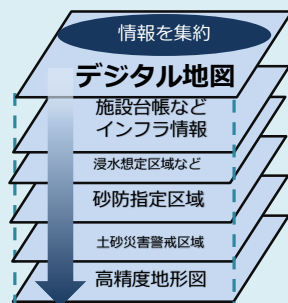 情報を集約
デジタル地図
施設台帳など
インフラ情報
浸水想定区域など
砂防指定区域
土砂災害警戒区域
高精度地形図